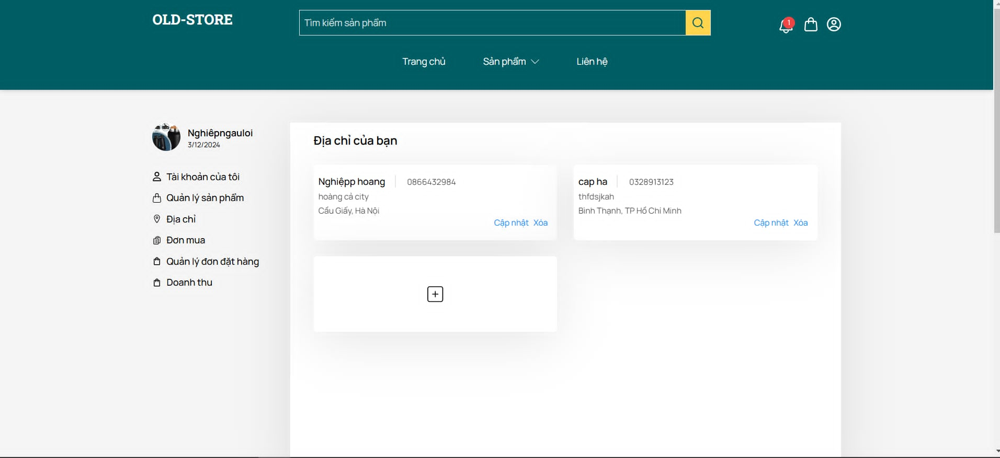 OLD-STORE
Tìm kiếm sản phẩm
1
Trang chủ
Sản phẩm
Liên hệ
Nghiêpngauloi
3/12/2024
Tài khoản của tôi
Quản lý sản phẩm
Địa chỉ
Đơn mua
Quản lý đơn đặt hàng
Doanh thu
Địa chỉ của bạn
Nghiệpp hoang 0866432984
hoàng cả city
Cầu Giấy, Hà Nội
Cập nhật Xóa
cap ha 0328913123
thfdsjkah
Bình Thạnh, TP Hồ Chí Minh
Cập nhật Xóa